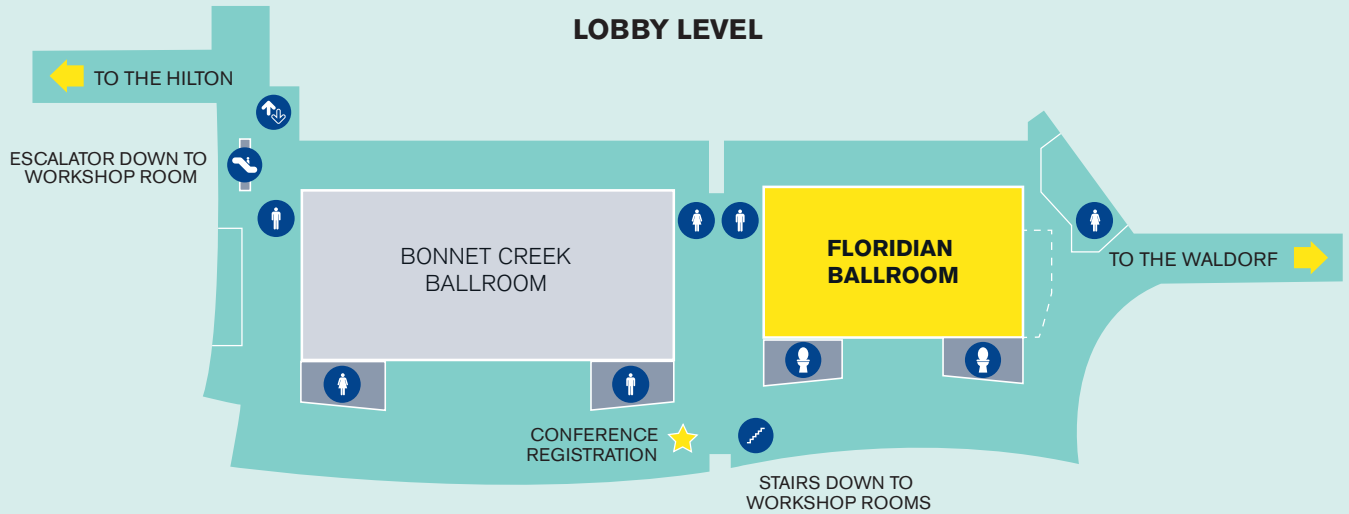 LOBBY LEVEL
TO THE HILTON
ESCALATOR DOWN TO
WORKSHOP ROOM
BONNET CREEK
BALLROOM
FLORIDIAN
BALLROOM
TO THE WALDORF
CONFERENCE
REGISTRATION
STAIRS DOWN TO
WORKSHOP ROOMS